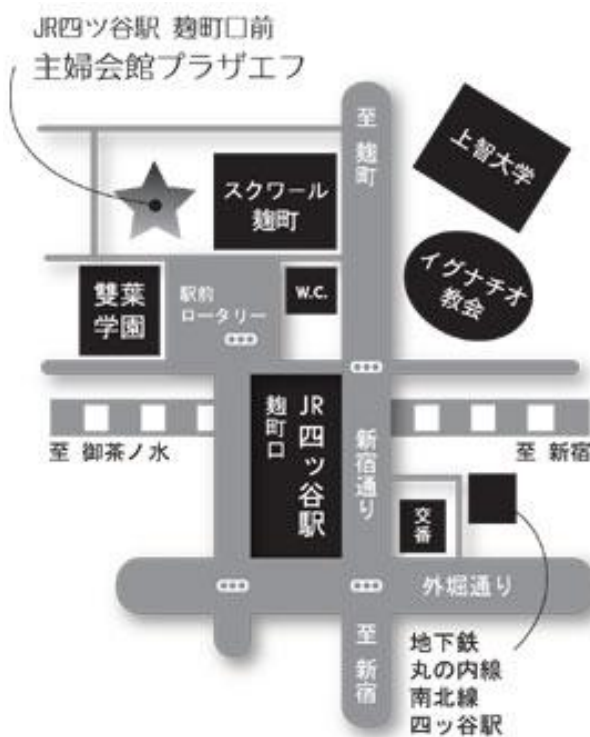 JR四ツ谷駅 麹町口前
主婦会館プラザエフ
至 麹町
上智大学
スクワール
麹町
イグナチオ
教会
雙葉
学園
駅前
ロータリー
W.C.
JR四ッ谷駅
麹町口
新宿通り
至 御茶ノ水
至 新宿
交番
外堀通り
至 新宿
地下鉄
丸の内線
南北線
四ッ谷駅